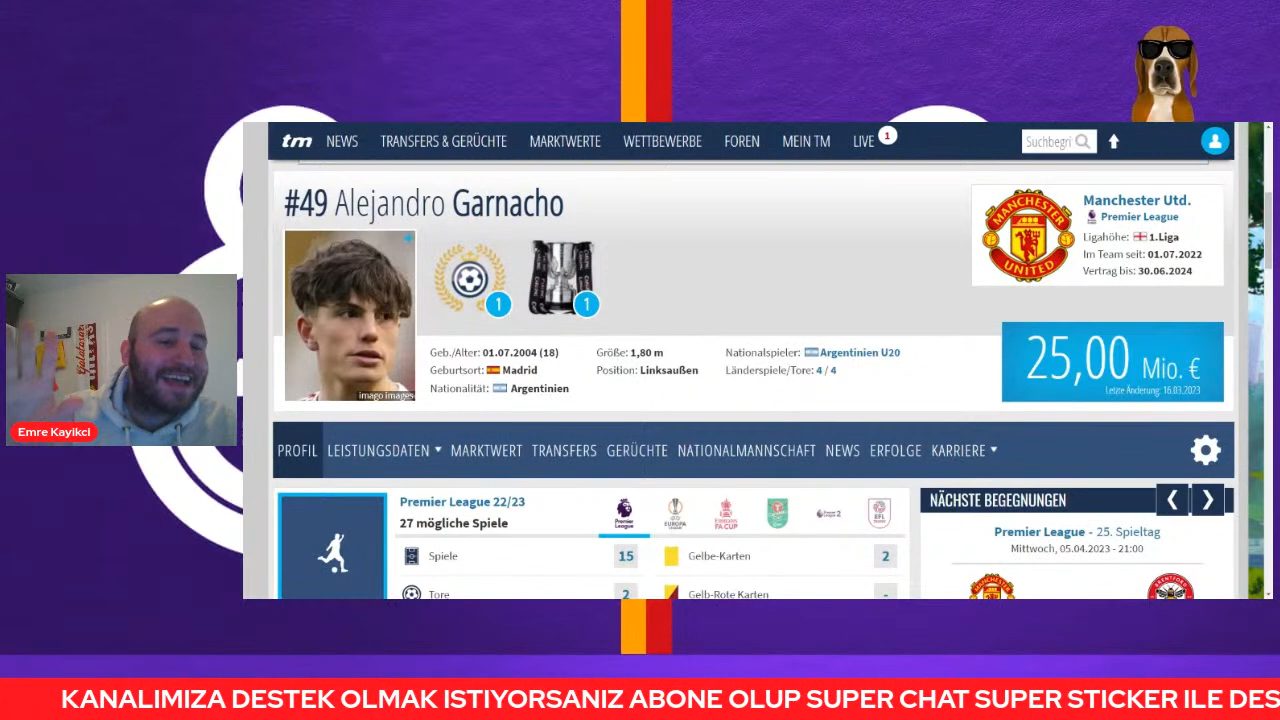 tm NEWS TRANSFERS & GERÜCHTE MARKTWERTE WETTBEWERBE FOREN MEIN TM LIVE 1 Suchbegri
#49 Alejandro Garnacho
1
1
imago images
Geb./Alter: 01.07.2004 (18)
Geburtsort: Madrid
Nationalität: Argentinien
Größe: 1,80 m
Position: Linksaußen
Nationalspieler: Argentinien U20
Länderspiele/Tore: 4 / 4
MANCHESTER
UNITED
Manchester Utd.
Premier League
Ligahöhe: 1.Liga
Im Team seit: 01.07.2022
Vertrag bis: 30.06.2024
25,00 Mio. €
Letzte Änderung: 16.03.2023
Emre Kayikci
PROFIL LEISTUNGSDATEN MARKTWERT TRANSFERS GERÜCHTE NATIONALMANNSCHAFT NEWS ERFOLGE KARRIERE
Premier League 22/23
27 mögliche Spiele
Spiele 15 Gelbe-Karten 2
Tore 2 Gelb-Rote Karten -
NÄCHSTE BEGEGNUNGEN
Premier League - 25. Spieltag
Mittwoch, 05.04.2023 - 21:00
KANALIMIZA DESTEK OLMAK ISTIYORSANIZ ABONE OLUP SUPER CHAT SUPER STICKER ILE DES